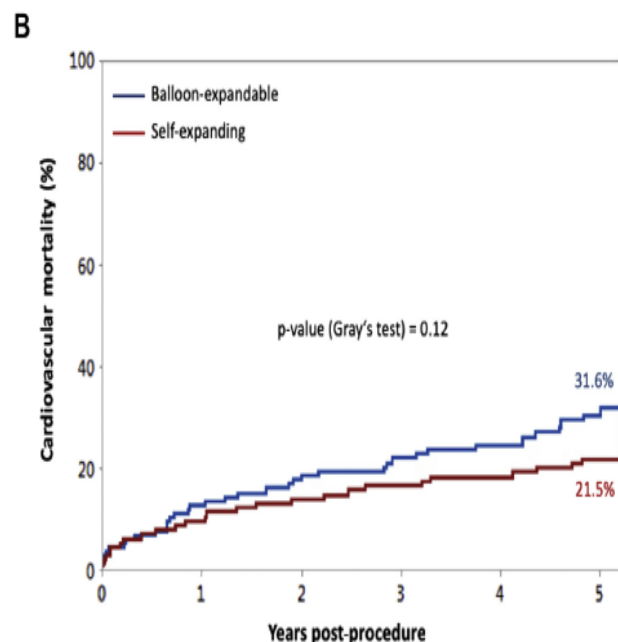 B
100
Balloon-expandable
Self-expanding
80
60
p-value (Gray's test) = 0.12
40
31.6%
20
21.5%
0
0 1 2 3 4 5
Cardiovascular mortality (%)
Years post-procedure